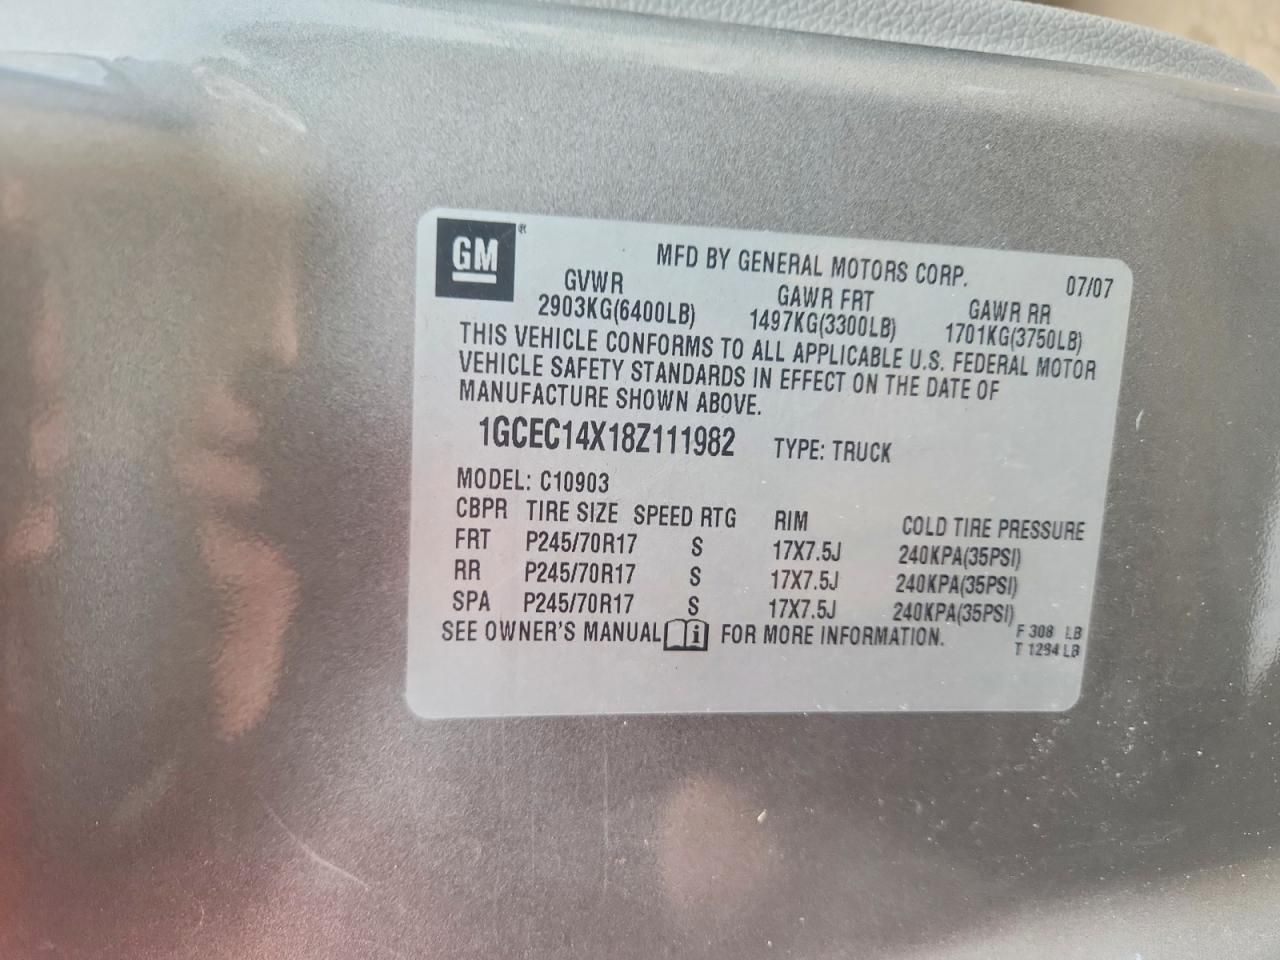 GM®
MFD BY GENERAL MOTORS CORP. 07/07
GVWR GAWR FRT GAWR RR
2903KG(6400LB) 1497KG(3300LB) 1701KG(3750LB)
THIS VEHICLE CONFORMS TO ALL APPLICABLE U.S. FEDERAL MOTOR
VEHICLE SAFETY STANDARDS IN EFFECT ON THE DATE OF
MANUFACTURE SHOWN ABOVE.
1GCEC14X18Z111982 TYPE: TRUCK
MODEL: C10903
CBPR TIRE SIZE SPEED RTG RIM COLD TIRE PRESSURE
FRT P245/70R17 S 17X7.5J 240KPA(35PSI)
RR P245/70R17 S 17X7.5J 240KPA(35PSI)
SPA P245/70R17 S 17X7.5J 240KPA(35PSI)
SEE OWNER'S MANUAL i FOR MORE INFORMATION.
F 308 LB
T 1294 LB